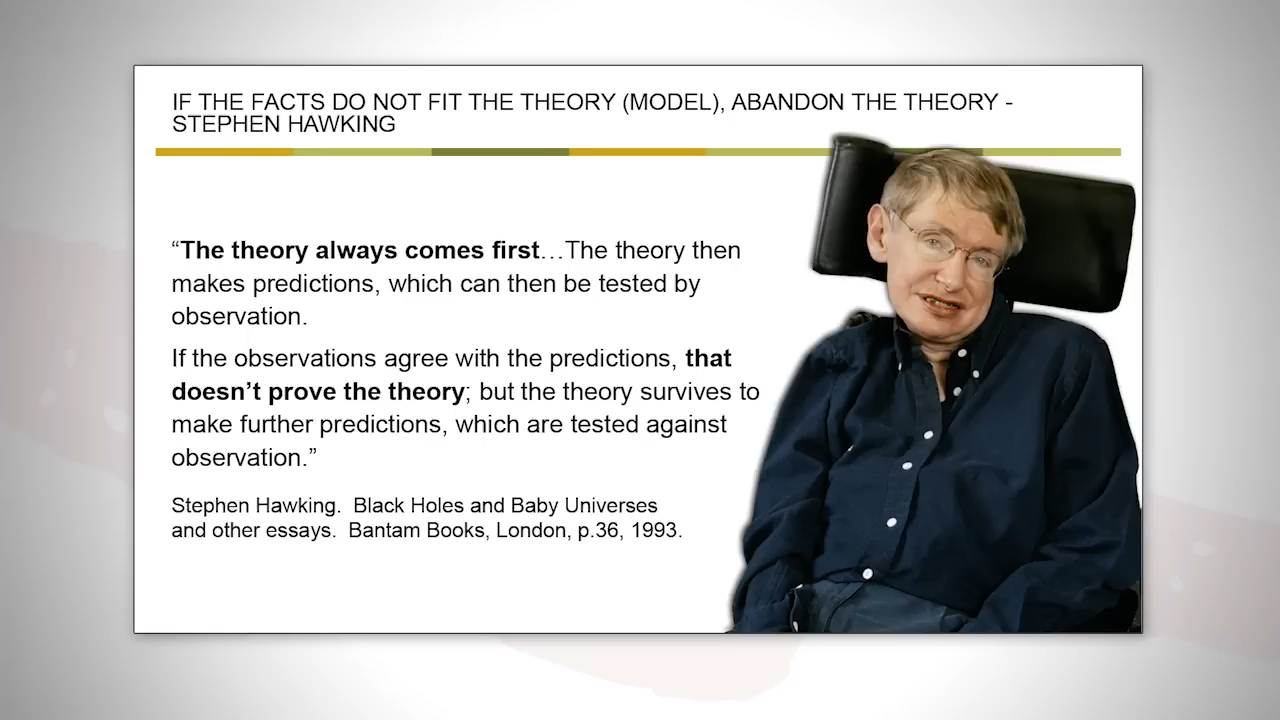 IF THE FACTS DO NOT FIT THE THEORY (MODEL), ABANDON THE THEORY -
STEPHEN HAWKING
“The theory always comes first…The theory then
makes predictions, which can then be tested by
observation.
If the observations agree with the predictions, that
doesn’t prove the theory; but the theory survives to
make further predictions, which are tested against
observation.”
Stephen Hawking.  Black Holes and Baby Universes
and other essays.  Bantam Books, London, p.36, 1993.